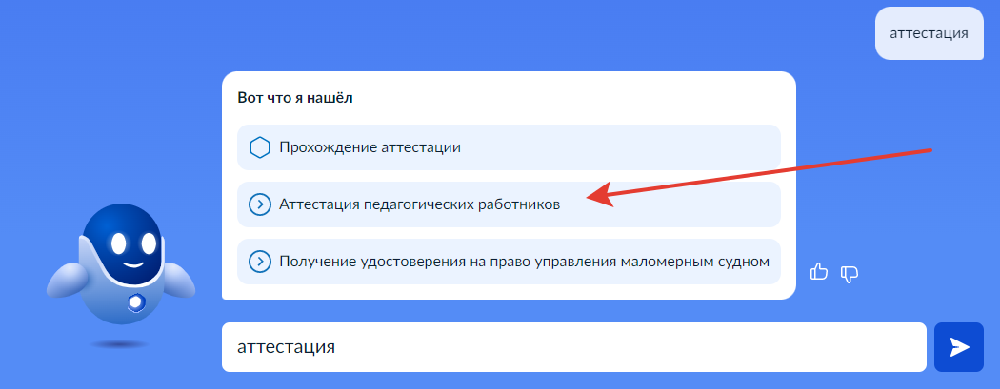 аттестация
Вот что я нашёл
Прохождение аттестации
Аттестация педагогических работников
Получение удостоверения на право управления маломерным судном
аттестация